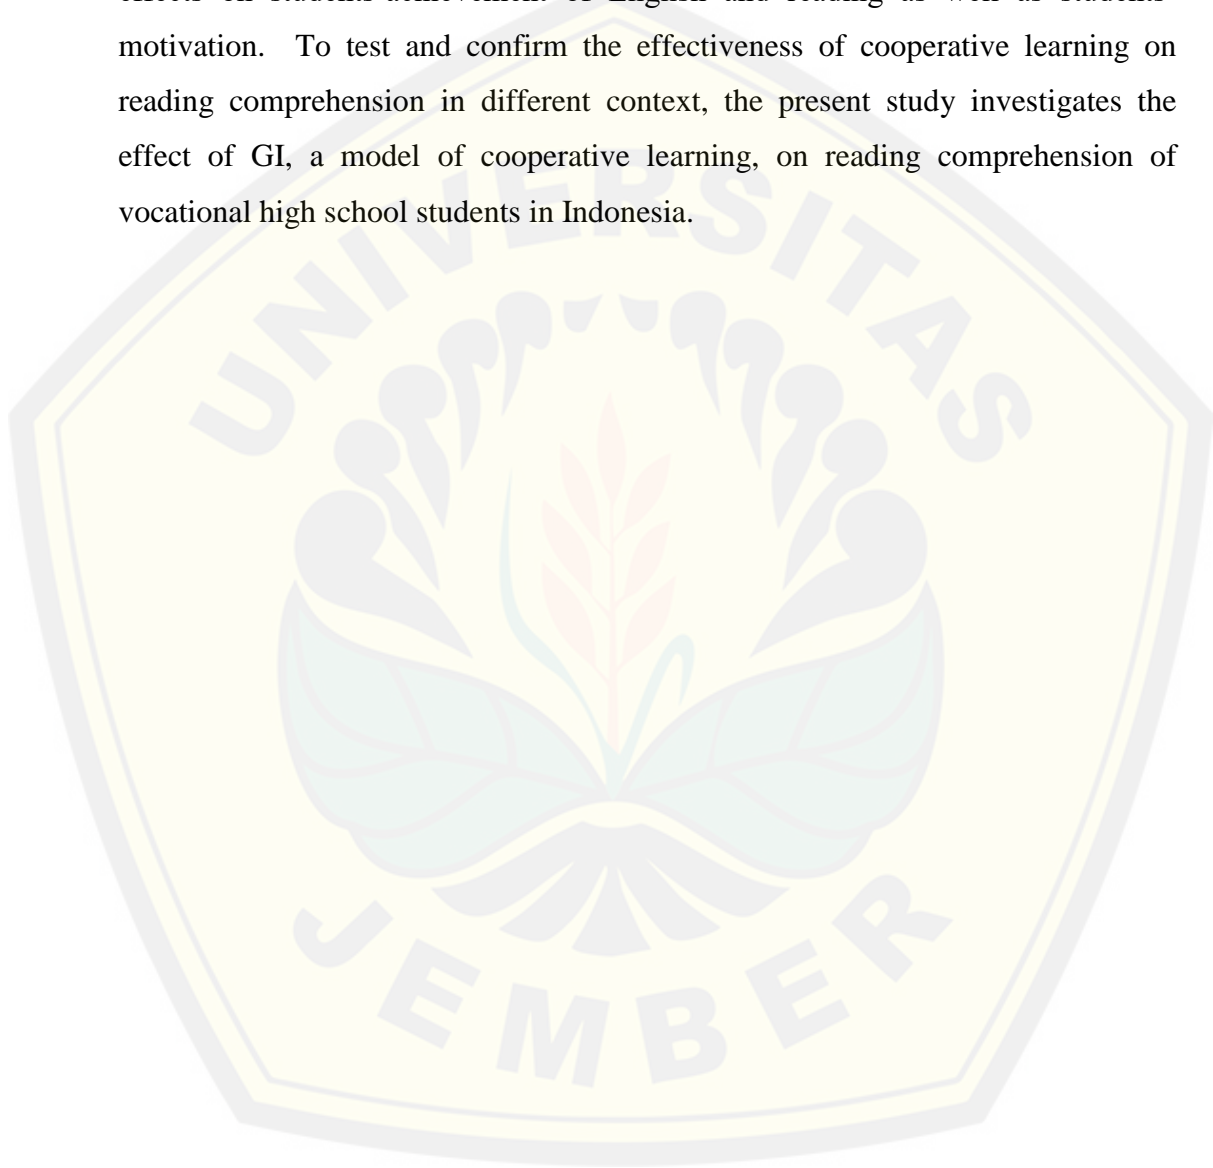 effects on students'achievement of English and reading as well as students'
motivation. To test and confirm the effectiveness of cooperative learning on
reading comprehension in different context, the present study investigates the
effect of GI, a model of cooperative learning, on reading comprehension of
vocational high school students in Indonesia.
UNIVERSITAS
JEMBER